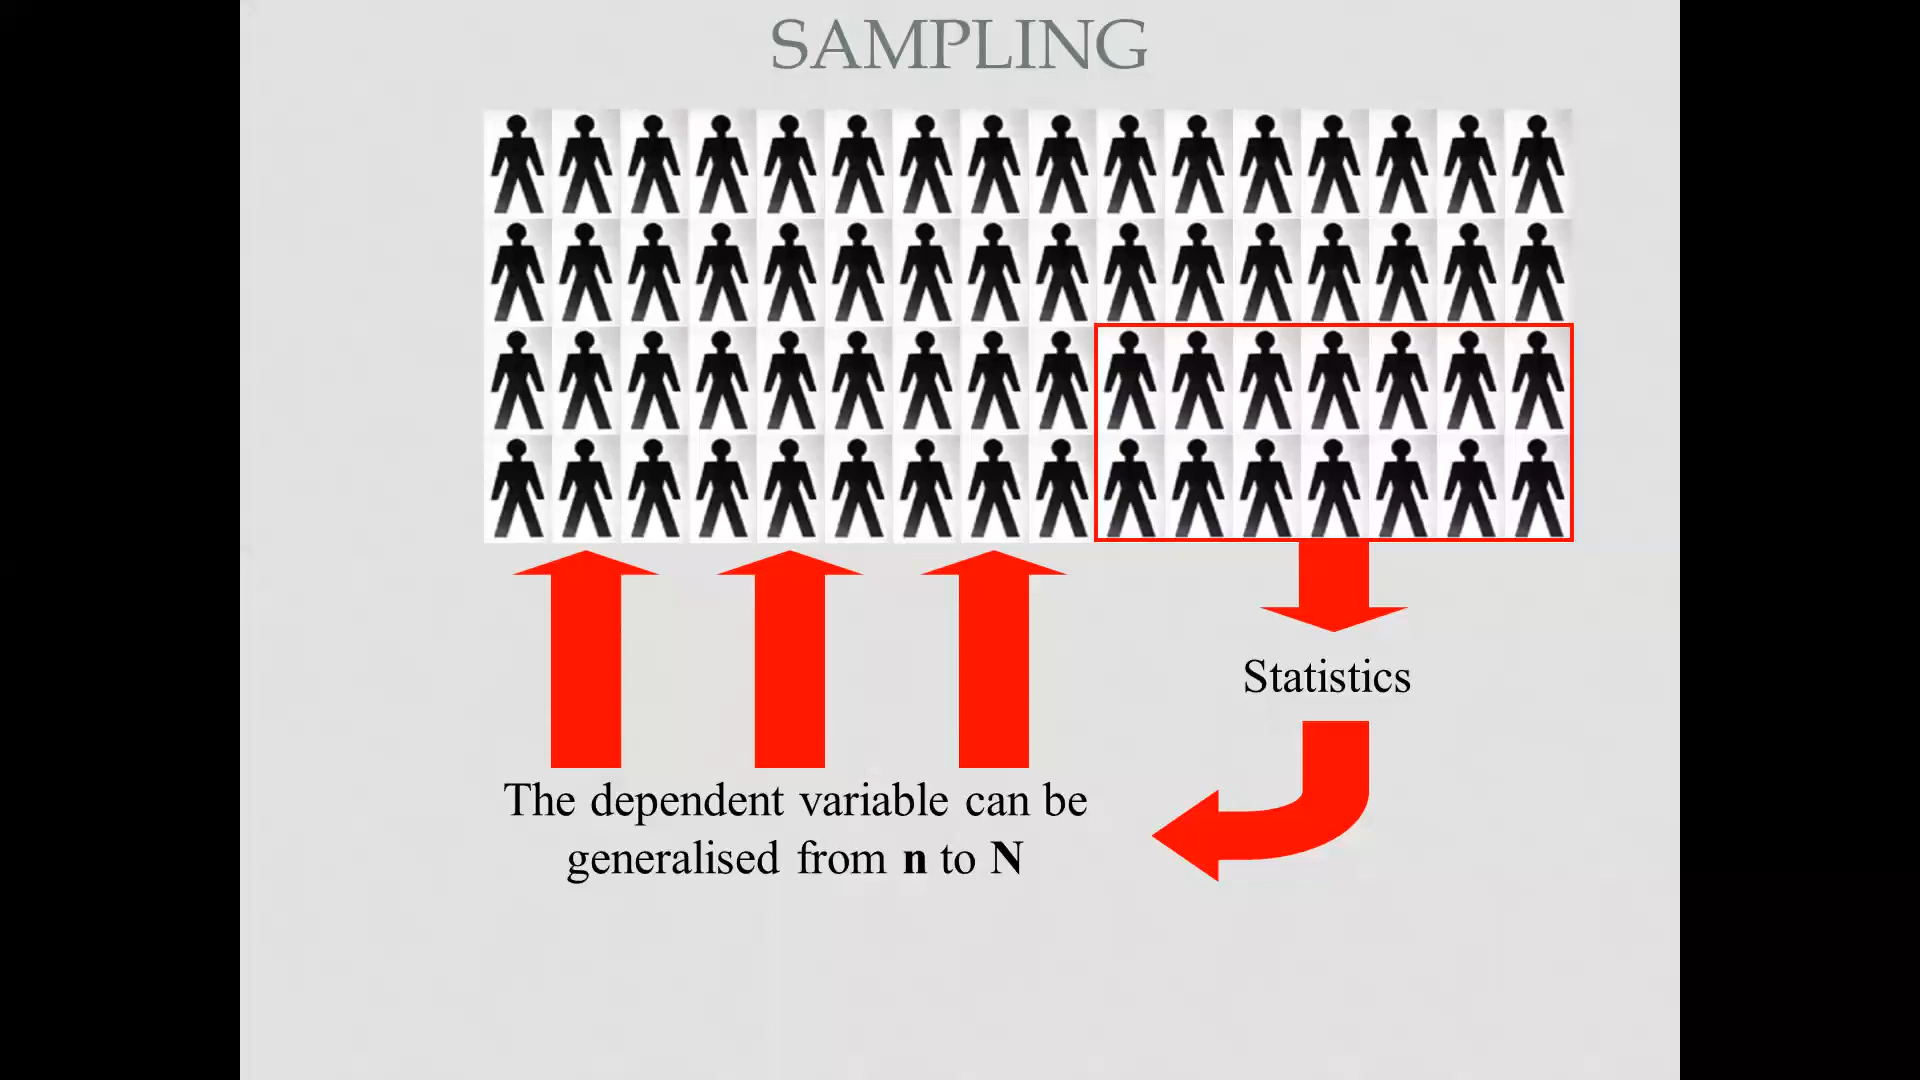 SAMPLING
Statistics
The dependent variable can be
generalised from n to N